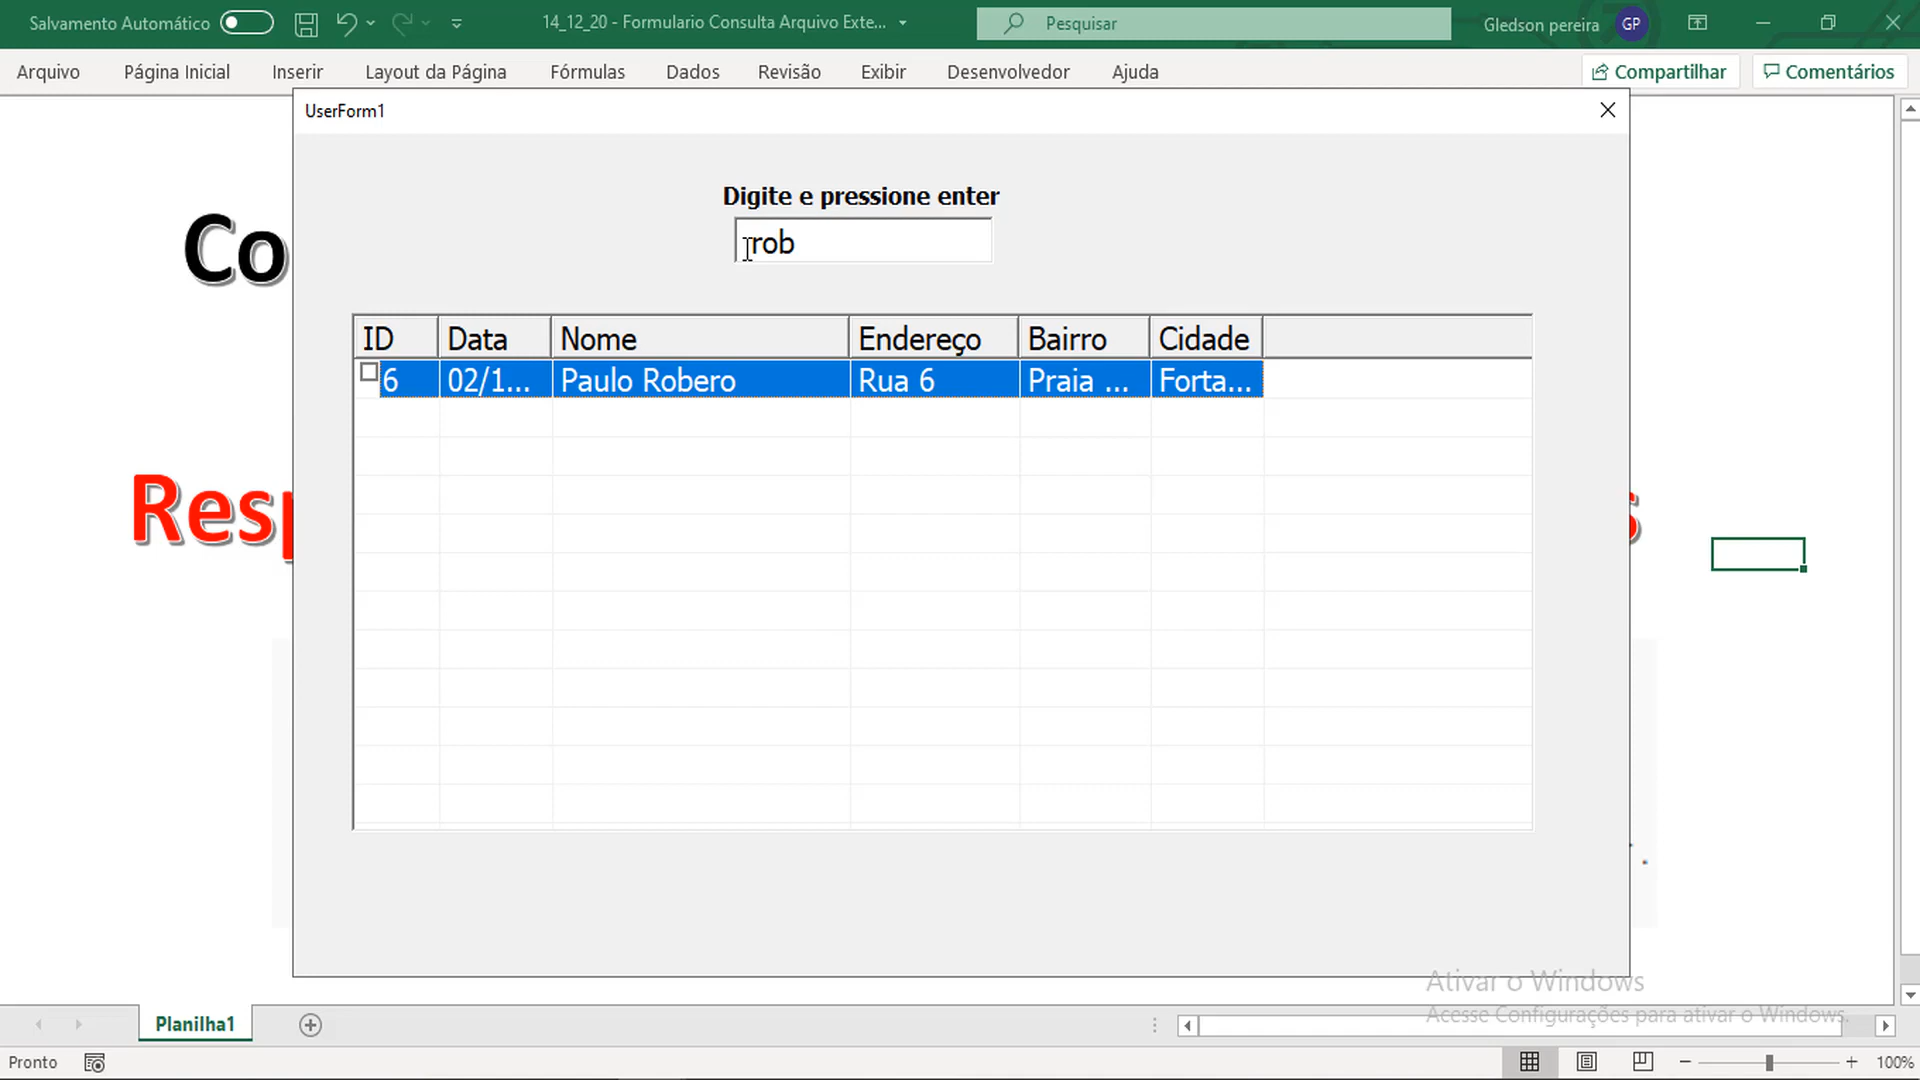 Salvamento Automático
14_12_20 - Formulario Consulta Arquivo Exte...
Pesquisar
Gledson pereira
GP
Arquivo
Página Inicial
Inserir
Layout da Página
Fórmulas
Dados
Revisão
Exibir
Desenvolvedor
Ajuda
Compartilhar
Comentários
UserForm1
Digite e pressione enter
rob
Co
ID Data Nome Endereço Bairro Cidade
6 02/1... Paulo Robero Rua 6 Praia ... Forta...
Resp
s
Ativar o Windows
Acesse Configurações para ativar o Windows.
Planilha1
Pronto
100%